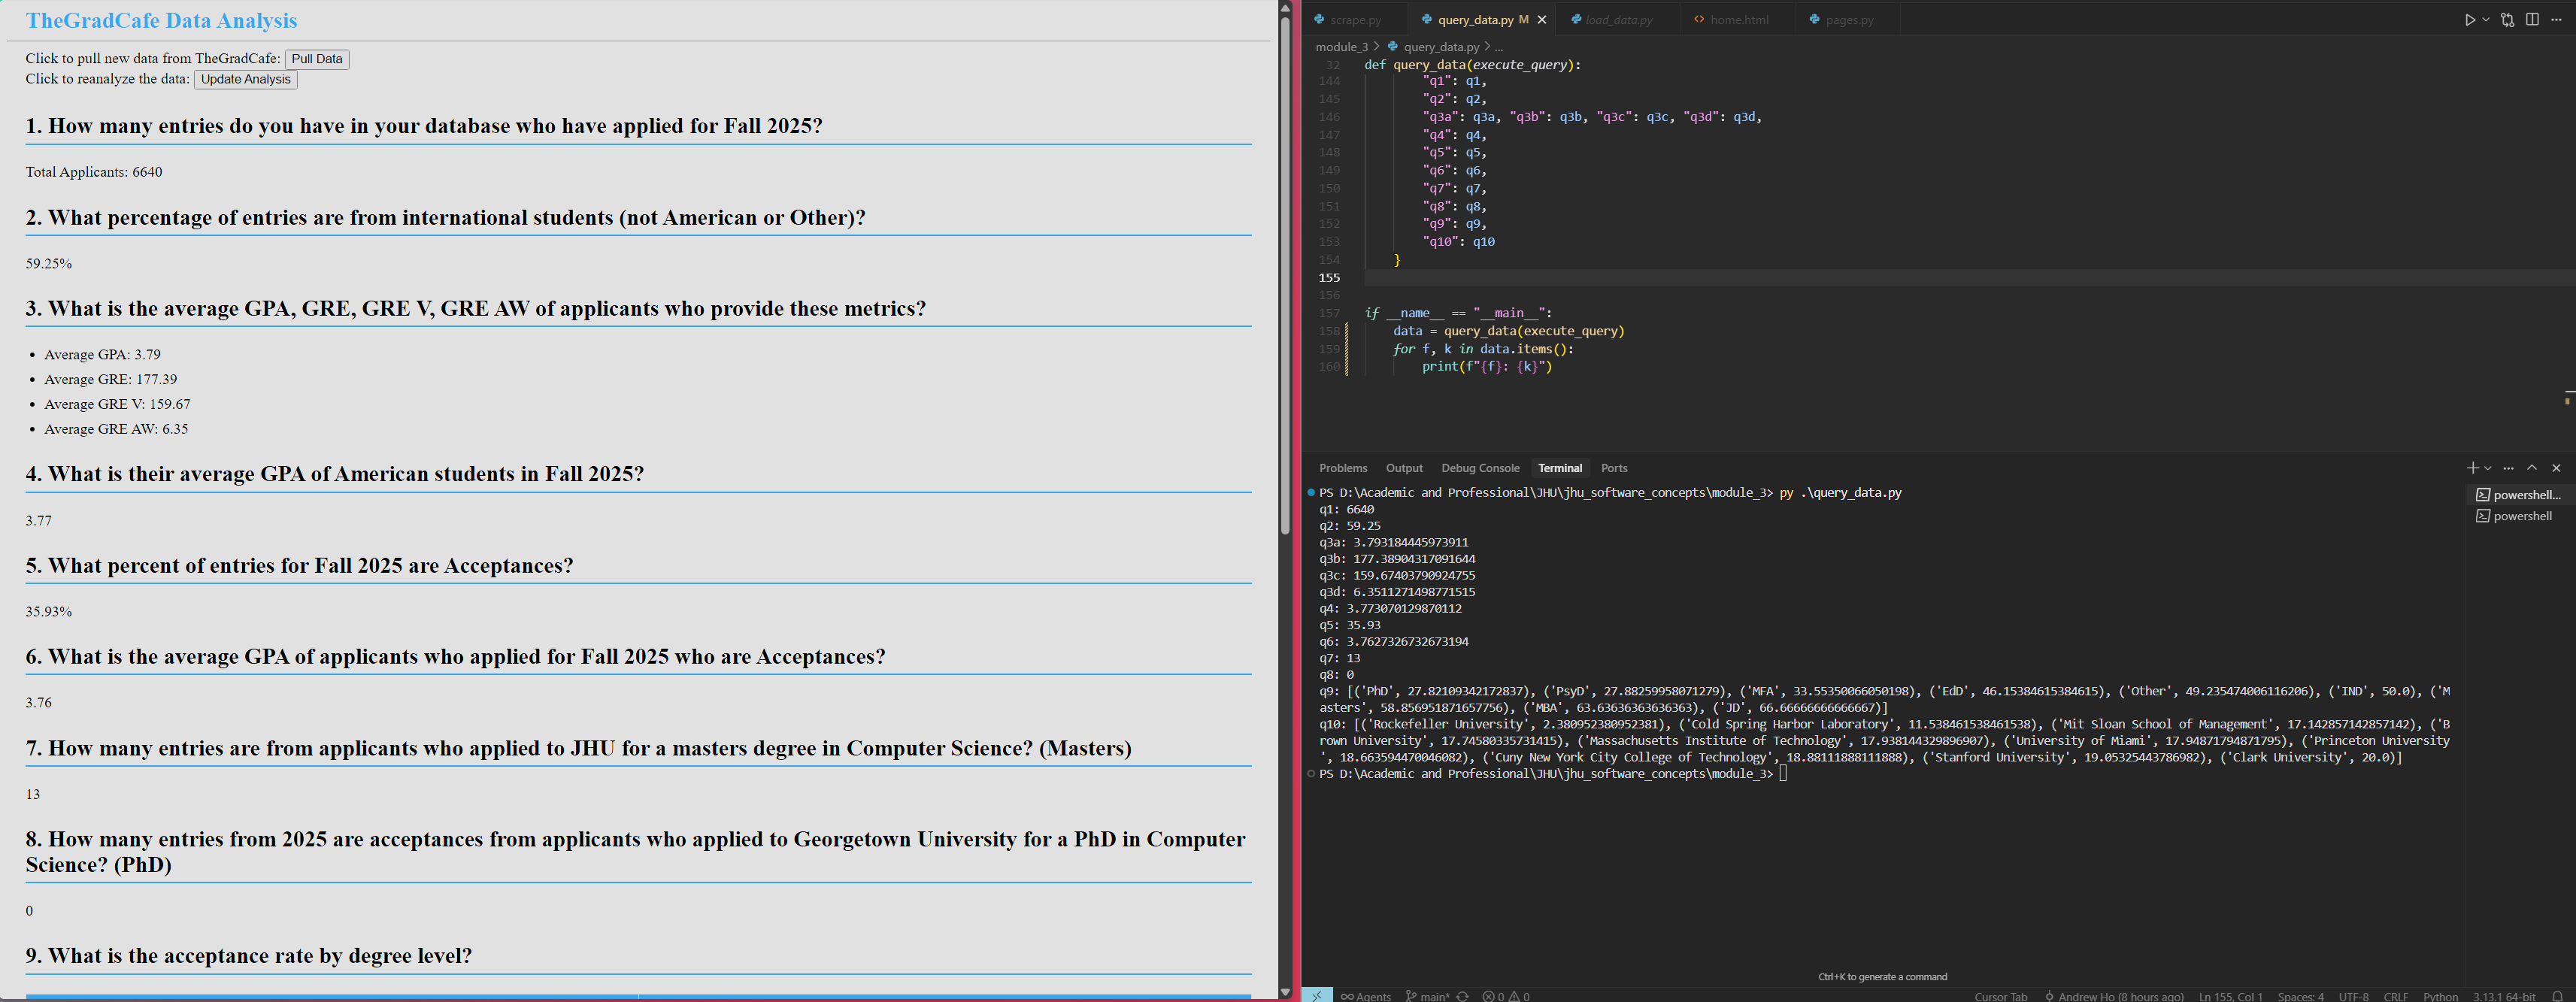 TheGradCafe Data Analysis
Click to pull new data from TheGradCafe: Pull Data
Click to reanalyze the data: Update Analysis
1. How many entries do you have in your database who have applied for Fall 2025?
Total Applicants: 6640
2. What percentage of entries are from international students (not American or Other)?
59.25%
3. What is the average GPA, GRE, GRE V, GRE AW of applicants who provide these metrics?
• Average GPA: 3.79
• Average GRE: 177.39
• Average GRE V: 159.67
• Average GRE AW: 6.35
4. What is their average GPA of American students in Fall 2025?
3.77
5. What percent of entries for Fall 2025 are Acceptances?
35.93%
6. What is the average GPA of applicants who applied for Fall 2025 who are Acceptances?
3.76
7. How many entries are from applicants who applied to JHU for a masters degree in Computer Science? (Masters)
13
8. How many entries from 2025 are acceptances from applicants who applied to Georgetown University for a PhD in Computer
Science? (PhD)
0
9. What is the acceptance rate by degree level?
scrape.py query_data.py M load_data.py home.html pages.py
module_3 > query_data.py > ...
32 def query_data(execute_query):
144 "q1": q1,
145 "q2": q2,
146 "q3a": q3a, "q3b": q3b, "q3c": q3c, "q3d": q3d,
147 "q4": q4,
148 "q5": q5,
149 "q6": q6,
150 "q7": q7,
151 "q8": q8,
152 "q9": q9,
153 "q10": q10
154 }
155
156
157 if __name__ == "__main__":
158 data = query_data(execute_query)
159 for f, k in data.items():
160 print(f"{f}: {k}")
Problems Output Debug Console Terminal Ports
powershell...
powershell
PS D:\Academic and Professional\JHU\jhu_software_concepts\module_3> py .\query_data.py
q1: 6640
q2: 59.25
q3a: 3.793184445973911
q3b: 177.38904317091644
q3c: 159.67403790924755
q3d: 6.3511271498771515
q4: 3.773070129870112
q5: 35.93
q6: 3.7627326732673194
q7: 13
q8: 0
q9: [('PhD', 27.82109342172837), ('PsyD', 27.88259958071279), ('MFA', 33.55350066050198), ('EdD', 46.15384615384615), ('Other', 49.235474006116206), ('IND', 50.0), ('M
asters', 58.856951871657756), ('MBA', 63.63636363636363), ('JD', 66.66666666666667)]
q10: [('Rockefeller University', 2.380952380952381), ('Cold Spring Harbor Laboratory', 11.538461538461538), ('Mit Sloan School of Management', 17.142857142857142), ('B
rown University', 17.74580335731415), ('Massachusetts Institute of Technology', 17.938144329896907), ('University of Miami', 17.94871794871795), ('Princeton University
', 18.663594470046082), ('Cuny New York City College of Technology', 18.88111888111888), ('Stanford University', 19.05325443786982), ('Clark University', 20.0)]
PS D:\Academic and Professional\JHU\jhu_software_concepts\module_3>
Ctrl+K to generate a command
Agents main* 0 0 Cursor Tab Andrew Ho (8 hours ago) Ln 155, Col 1 Spaces: 4 UTF-8 CRLF Python 3.13.1 64-bit